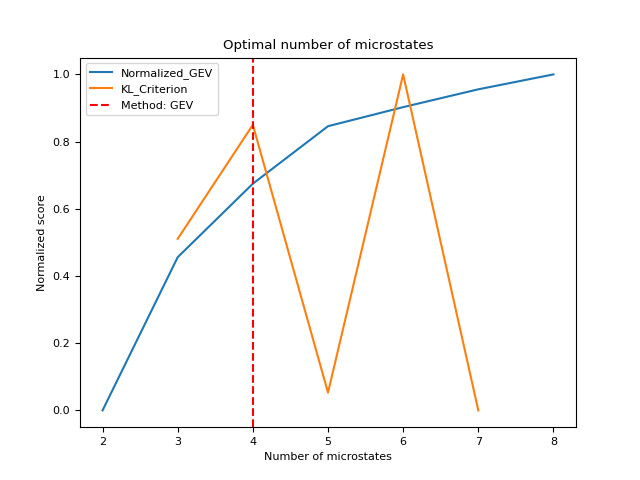 Optimal number of microstates
Normalized_GEV
KL_Criterion
Method: GEV
Normalized score
1.0
0.8
0.6
0.4
0.2
0.0
2 3 4 5 6 7 8
Number of microstates